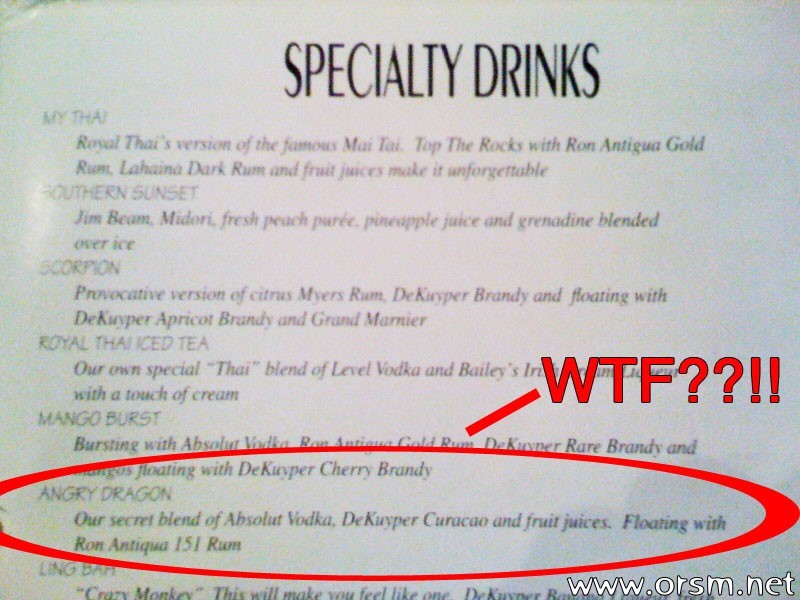 SPECIALTY DRINKS
MY THAI
Royal Thai's version of the famous Mai Tai. Top The Rocks with Ron Antigua Gold
Rum, Lahaina Dark Rum and fruit juices make it unforgettable
SOUTHERN SUNSET
Jim Beam, Midori, fresh peach purée, pineapple juice and grenadine blended
over ice
SCORPION
Provocative version of citrus Myers Rum, DeKuyper Brandy and floating with
DeKuyper Apricot Brandy and Grand Marnier
ROYAL THAI ICED TEA
Our own special "Thai" blend of Level Vodka and Bailey's Irish Cream Liqueur
with a touch of cream
WTF??!!
MANGO BURST
Bursting with Absolut Vodka, Ron Antigua Gold Rum, DeKuyper Rare Brandy and
mangos floating with DeKuyper Cherry Brandy
ANGRY DRAGON
Our secret blend of Absolut Vodka, DeKuyper Curacao and fruit juices. Floating with
Ron Antiqua 151 Rum
LING BAH
"Crazy Monkey" This will make you feel like one. DeKuyper
www.orsm.net